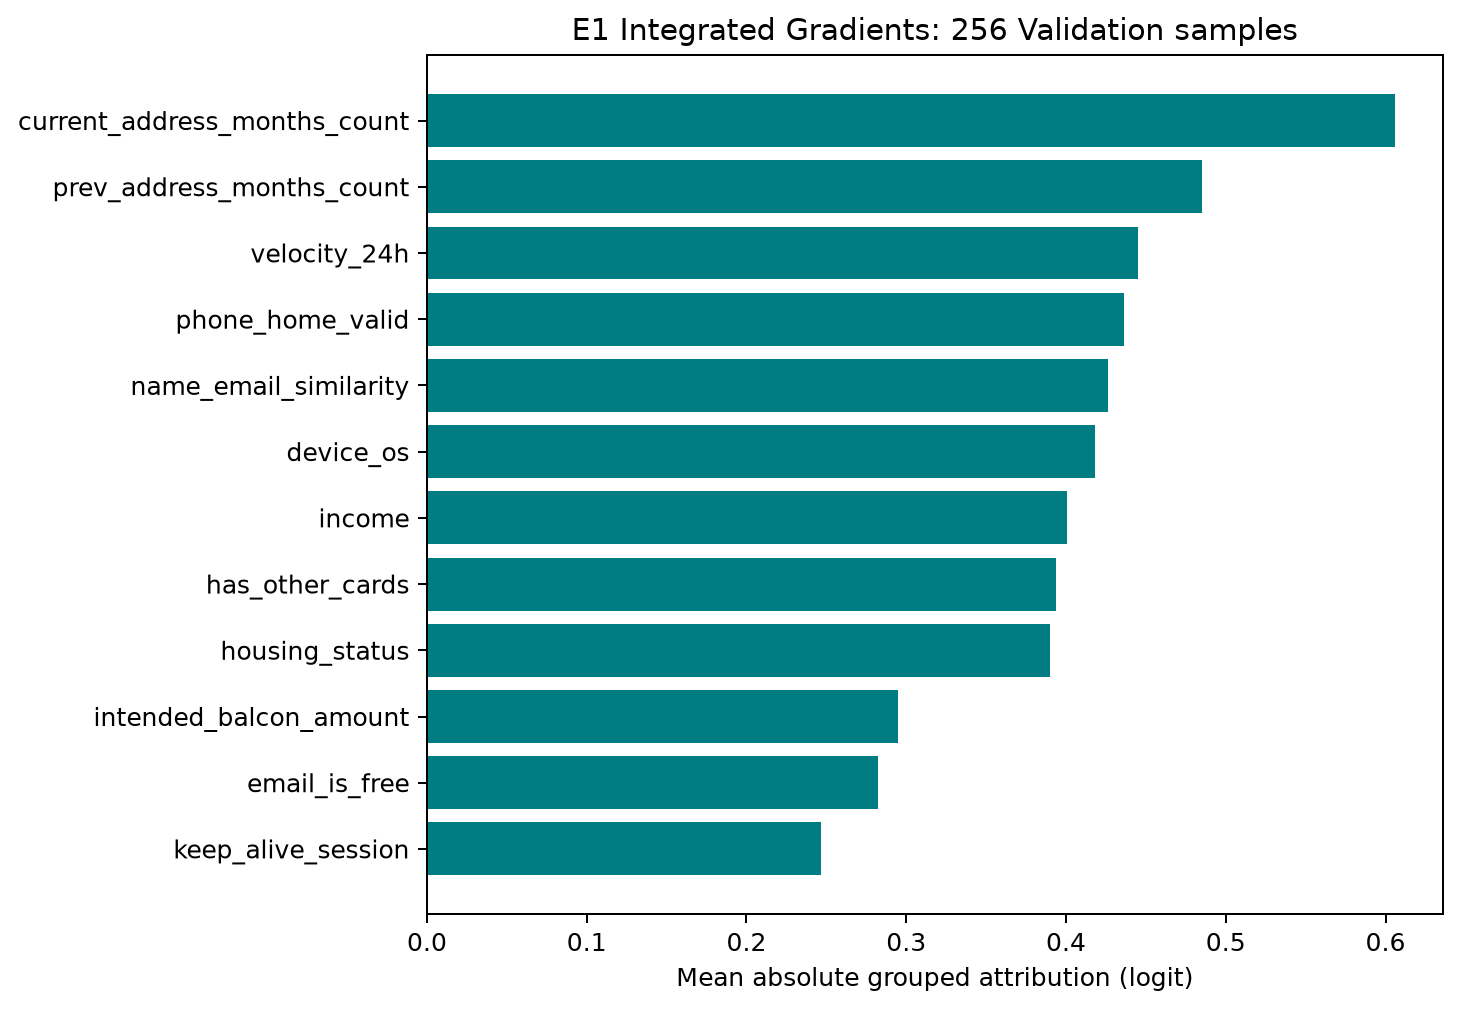 E1 Integrated Gradients: 256 Validation samples
current_address_months_count
prev_address_months_count
velocity_24h
phone_home_valid
name_email_similarity
device_os
income
has_other_cards
housing_status
intended_balcon_amount
email_is_free
keep_alive_session
0.0 0.1 0.2 0.3 0.4 0.5 0.6
Mean absolute grouped attribution (logit)